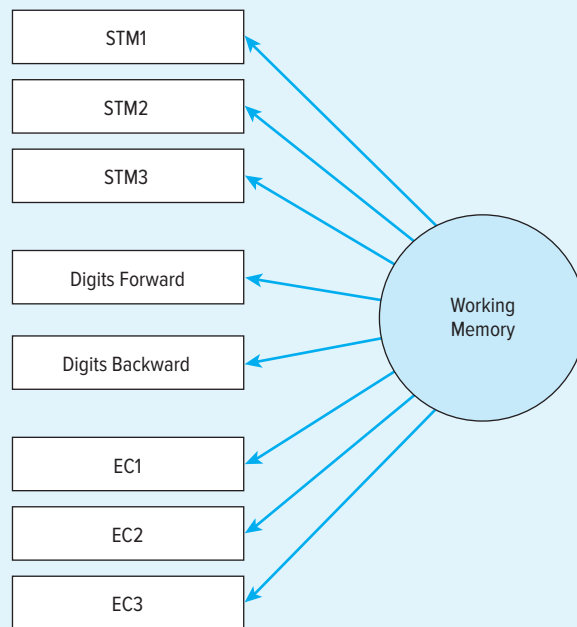 STM1
STM2
STM3
Digits Forward
Digits Backward
EC1
EC2
EC3
Working
Memory